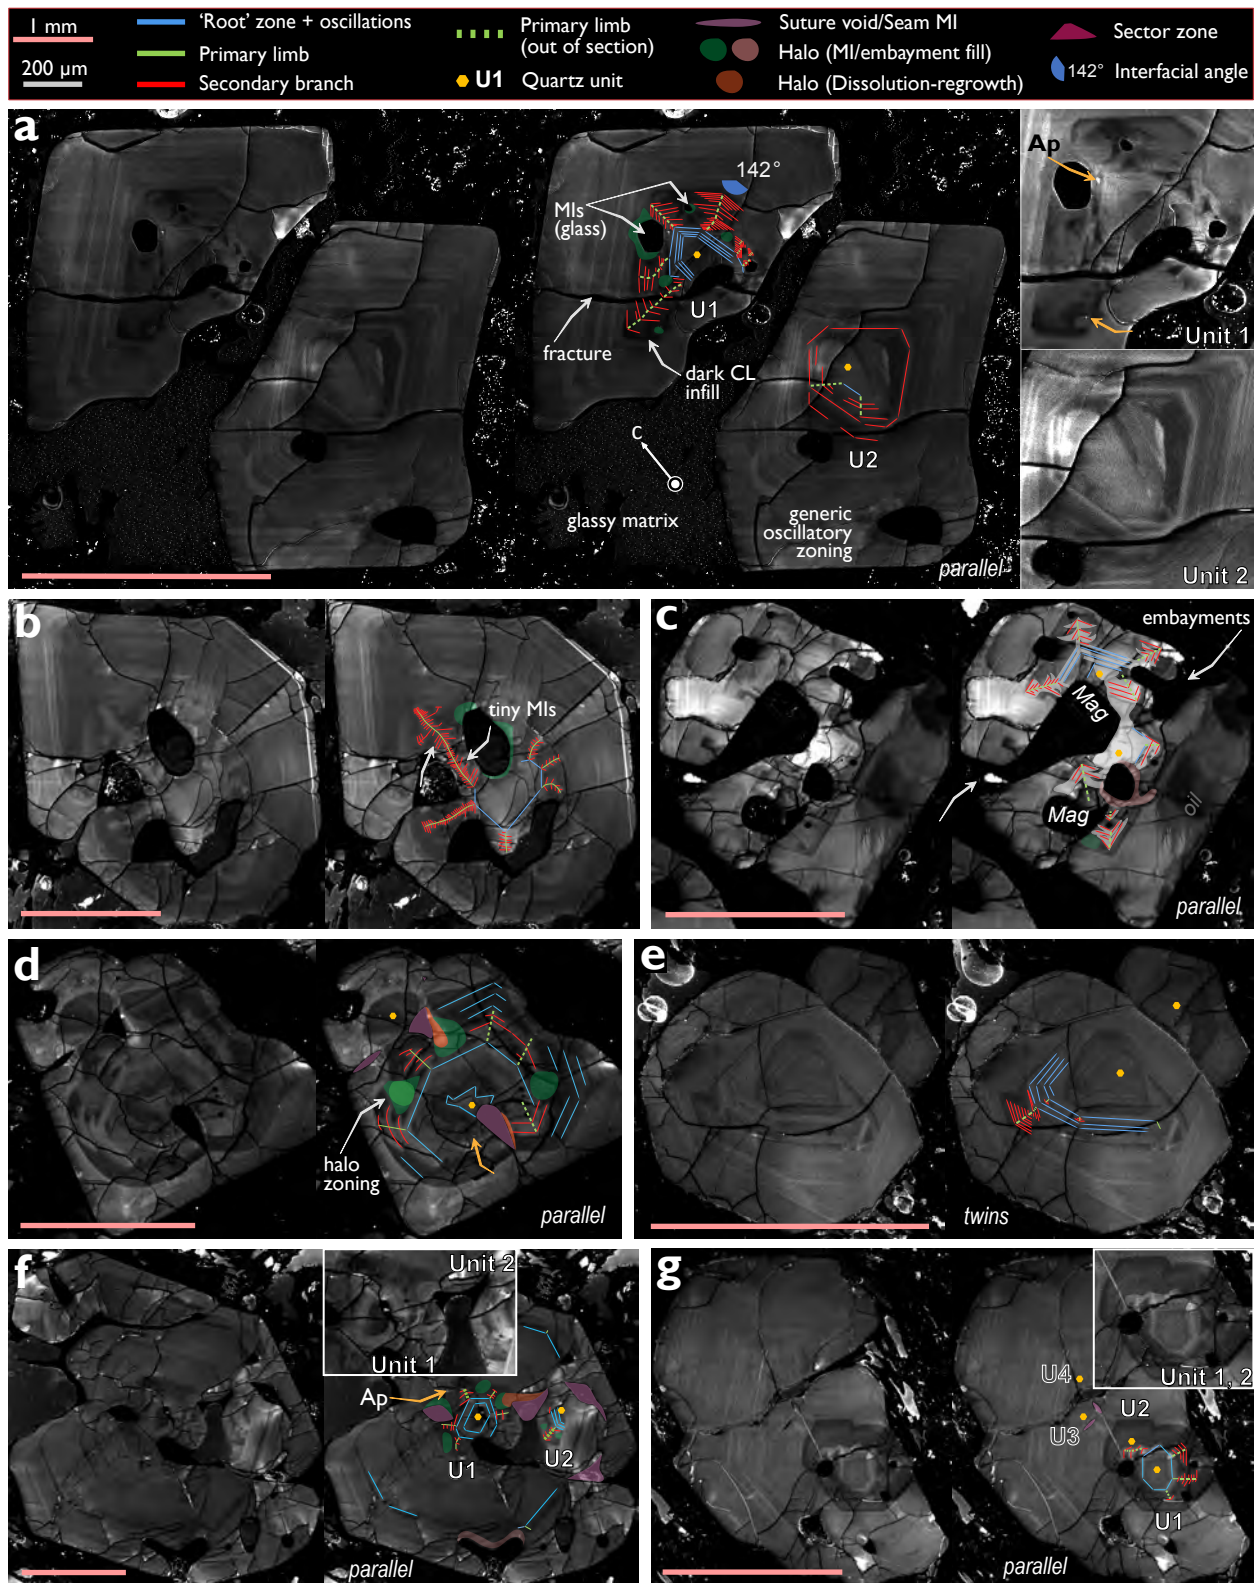 1 mm
200 µm
'Root' zone + oscillations
Primary limb
Secondary branch
Primary limb
(out of section)
U1 Quartz unit
Suture void/Seam MI
Halo (MI/embayment fill)
Halo (Dissolution-regrowth)
Sector zone
142° Interfacial angle
a
142°
MIs
(glass)
U1
fracture
dark CL
infill
C
U2
glassy matrix
generic
oscillatory
zoning
parallel
Ap
Unit 1
Unit 2
b
tiny MIs
c
embayments
Mag
Mag
oil
parallel
d
halo
zoning
parallel
e
twins
f
Unit 2
Unit 1
Ap
U1
U2
parallel
g
Unit 1, 2
U4
U2
U3
U1
parallel